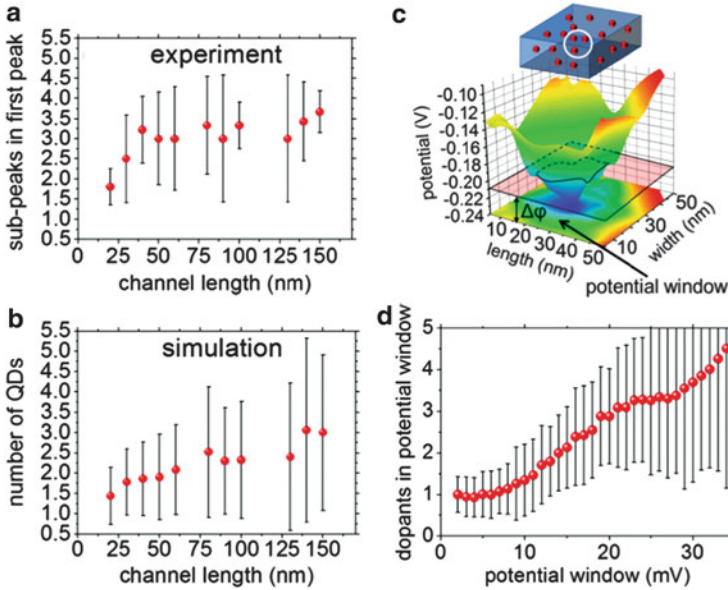 a
experiment
sub-peaks in first peak
5.5
5.0
4.5
4.0
3.5
3.0
2.5
2.0
1.5
1.0
0.5
0 25 50 75 100 125 150
channel length (nm)
b
simulation
number of QDs
5.5
5.0
4.5
4.0
3.5
3.0
2.5
2.0
1.5
1.0
0.5
0 25 50 75 100 125 150
channel length (nm)
c
potential (V)
-0.10
-0.12
-0.14
-0.16
-0.18
-0.20
-0.22
-0.24
Δφ
10 20 30 40 50
length (nm)
10 30 50
width (nm)
potential window
d
dopants in potential window
5
4
3
2
1
0
0 10 20 30
potential window (mV)